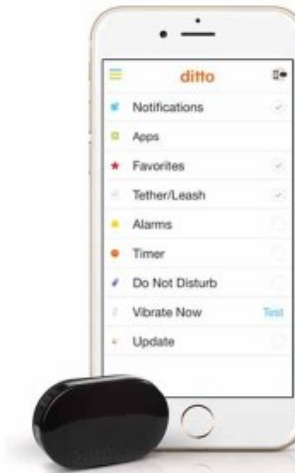 ditto
Notifications
Apps
Favorites
Tether/Leash
Alarms
Timer
Do Not Disturb
Vibrate Now Test
Update